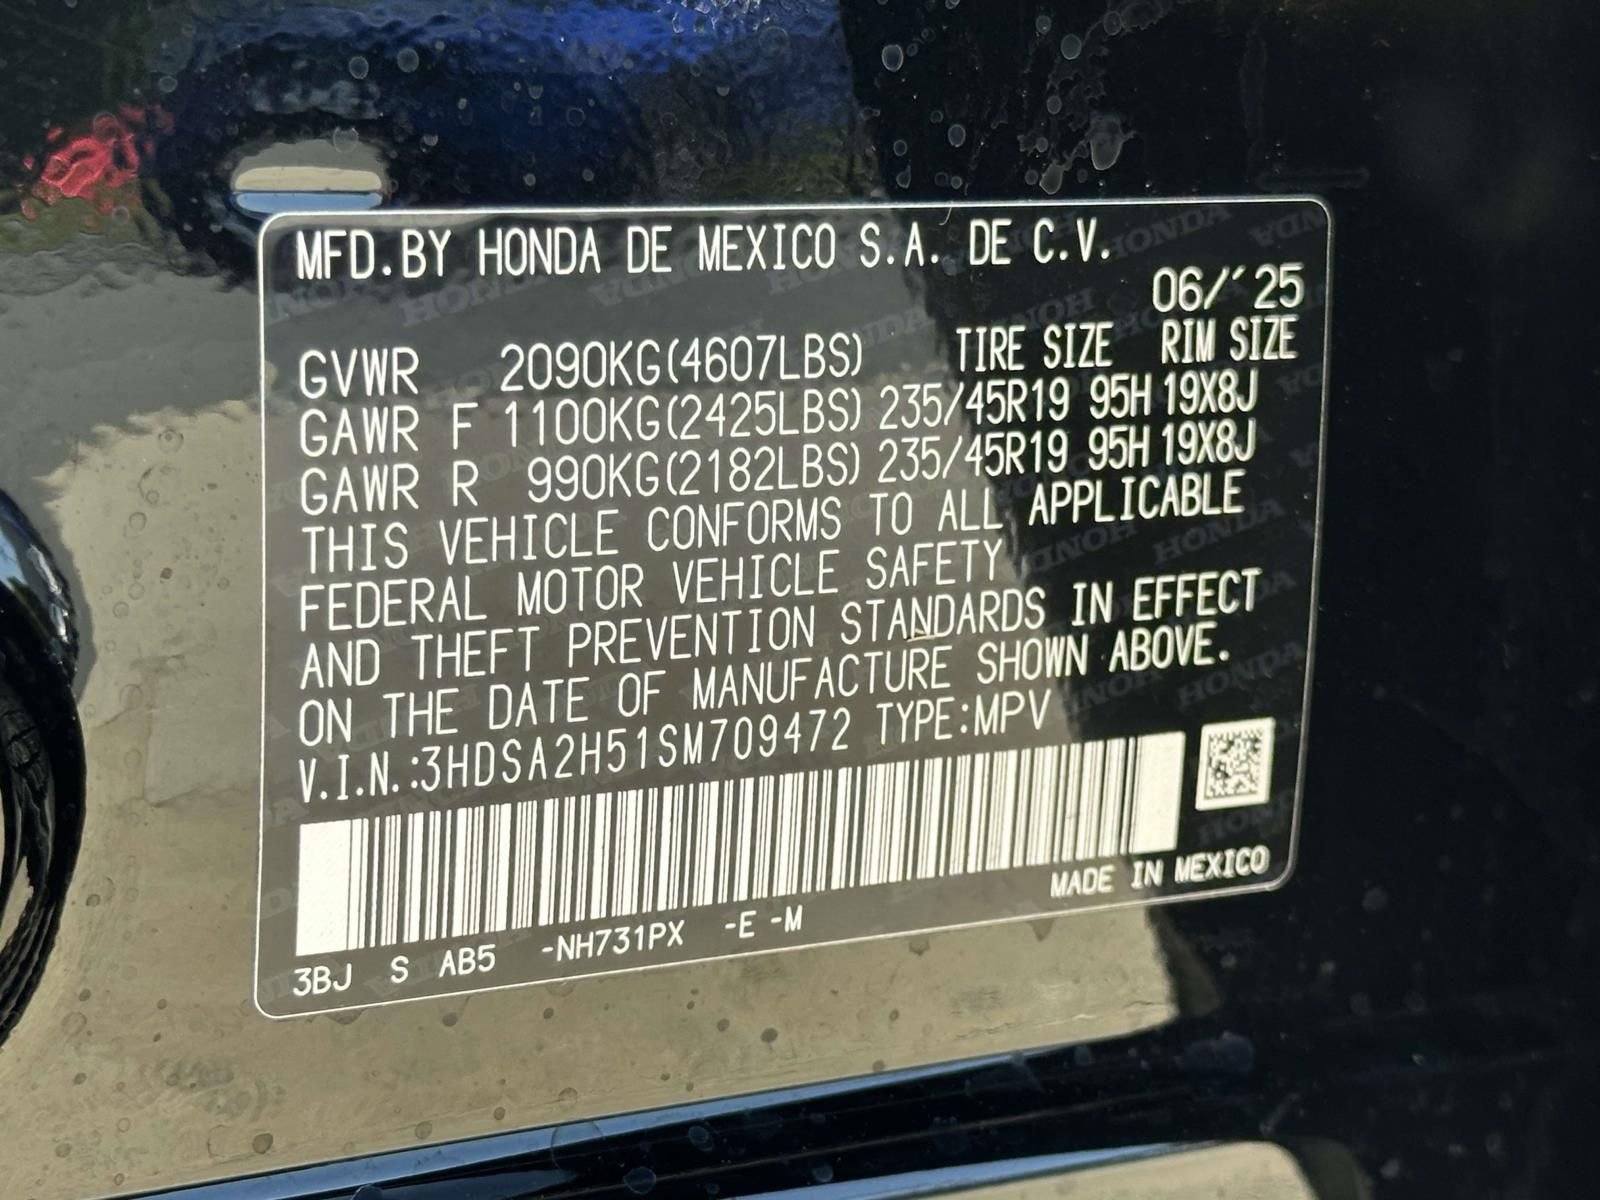 MFD.BY HONDA DE MEXICO S.A. DE C.V.
06/´25
GVWR 2090KG(4607LBS) TIRE SIZE RIM SIZE
GAWR F 1100KG(2425LBS) 235/45R19 95H 19X8J
GAWR R 990KG(2182LBS) 235/45R19 95H 19X8J
THIS VEHICLE CONFORMS TO ALL APPLICABLE
FEDERAL MOTOR VEHICLE SAFETY
AND THEFT PREVENTION STANDARDS IN EFFECT
ON THE DATE OF MANUFACTURE SHOWN ABOVE.
V.I.N.:3HDSA2H51SM709472 TYPE:MPV
MADE IN MEXICO
3BJ S AB5 -NH731PX -E -M